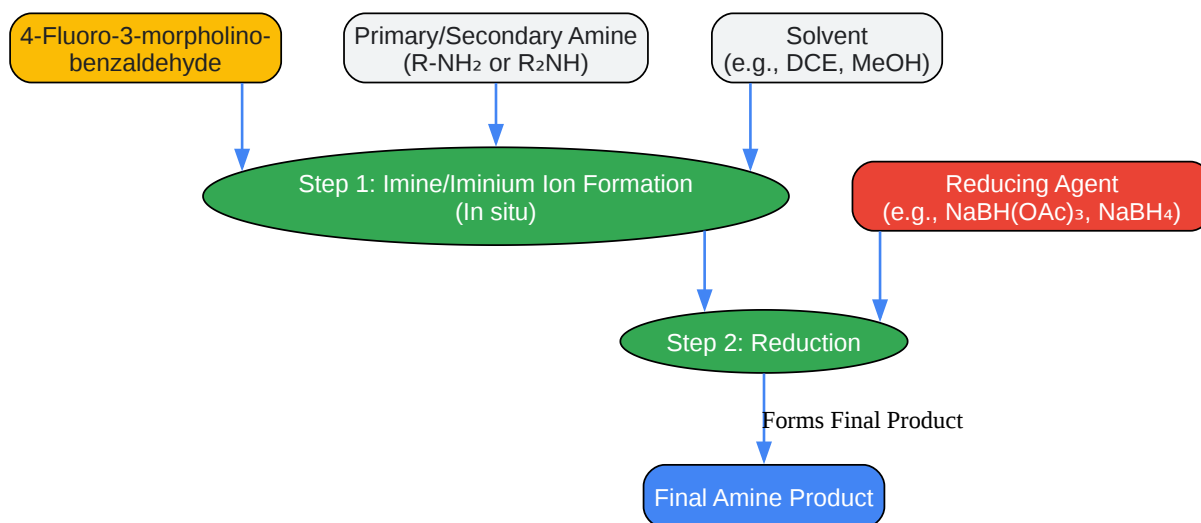 4-Fluoro-3-morpholino-
benzaldehyde
Primary/Secondary Amine
(R-NH₂ or R₂NH)
Solvent
(e.g., DCE, MeOH)
Step 1: Imine/Iminium Ion Formation
(In situ)
Reducing Agent
(e.g., NaBH(OAc)₃, NaBH₄)
Step 2: Reduction
Forms Final Product
Final Amine Product